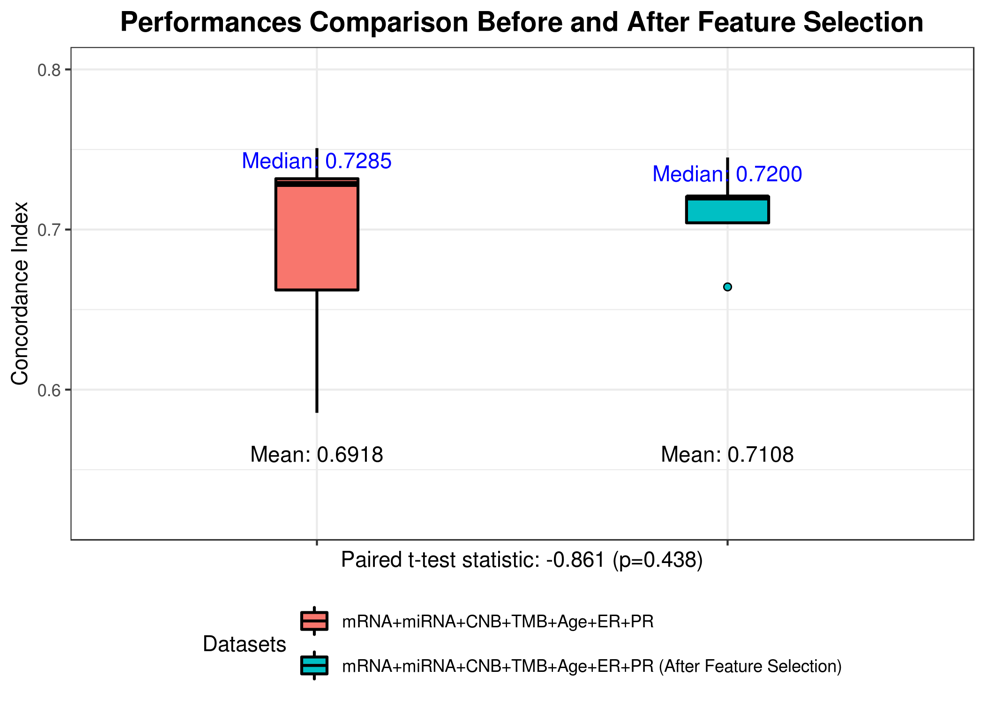 Performances Comparison Before and After Feature Selection
Concordance Index
0.8
0.7
0.6
Median: 0.7285
Median: 0.7200
Mean: 0.6918
Mean: 0.7108
Paired t-test statistic: -0.861 (p=0.438)
Datasets
mRNA+miRNA+CNB+TMB+Age+ER+PR
mRNA+miRNA+CNB+TMB+Age+ER+PR (After Feature Selection)